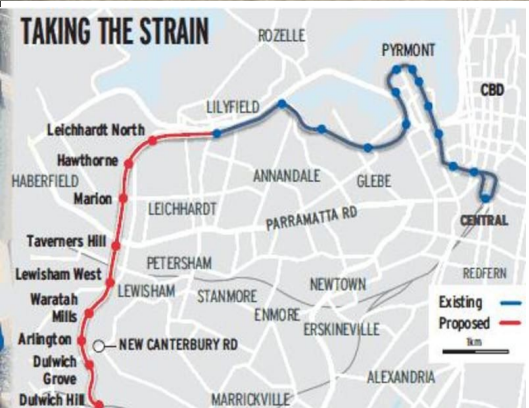 TAKING THE STRAIN
ROZELLE
PYRMONT
CBD
LILYFIELD
Leichhardt North
Hawthorne
HABERFIELD
ANNANDALE
GLEBE
Marion
LEICHHARDT
PARRAMATTA RD
CENTRAL
Taverners Hill
PETERSHAM
Lewisham West
LEWISHAM
STANMORE
NEWTOWN
REDFERN
Waratah
Mills
ENMORE
ERSKINEVILLE
Existing
Proposed
1km
Arlington
NEW CANTERBURY RD
Dulwich
Grove
ALEXANDRIA
Dulwich Hill
MARRICKVILLE